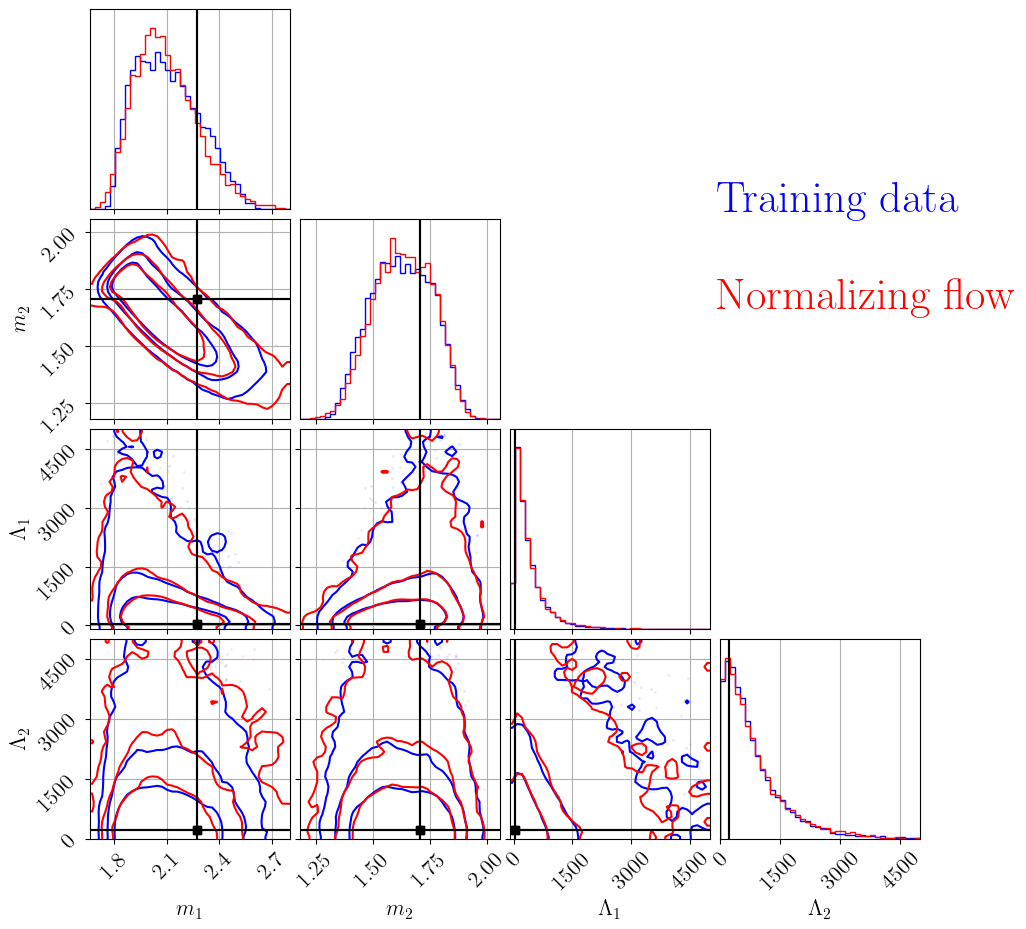 Training data
Normalizing flow
m₂
2.00
1.75
1.50
1.25
Λ₁
4500
3000
1500
0
Λ₂
4500
3000
1500
0
1.8 2.1 2.4 2.7 1.25 1.50 1.75 2.00 0 1500 3000 4500 0 1500 3000 4500
m₁ m₂ Λ₁ Λ₂